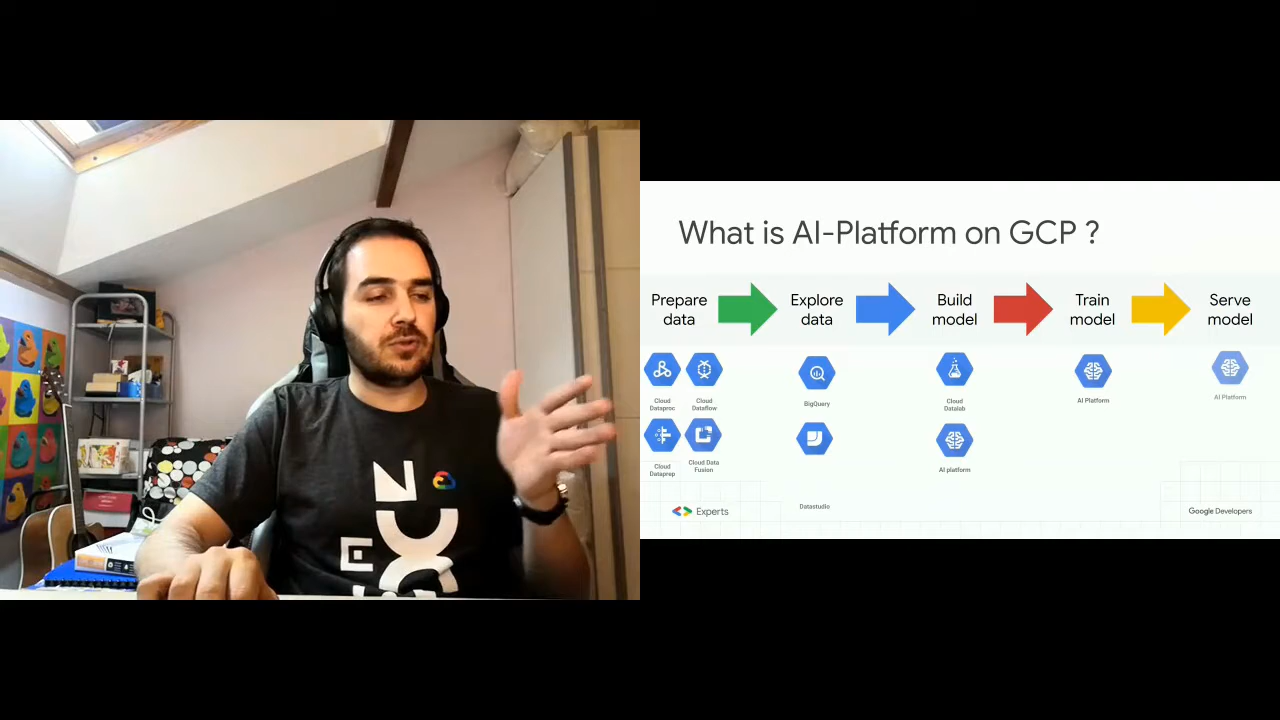 What is AI-Platform on GCP ?
Prepare
data
Explore
data
Build
model
Train
model
Serve
model
Cloud
Dataproc
Cloud
Dataflow
BigQuery
Cloud
Datalab
AI Platform
AI Platform
Cloud
Dataprep
Cloud Data
Fusion
AI platform
Datastudio
Experts
Google Developers